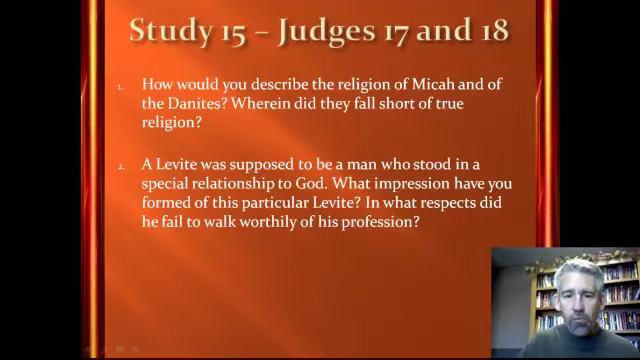 Study 15 – Judges 17 and 18
1. How would you describe the religion of Micah and of
the Danites? Wherein did they fall short of true
religion?
2. A Levite was supposed to be a man who stood in a
special relationship to God. What impression have you
formed of this particular Levite? In what respects did
he fail to walk worthily of his profession?